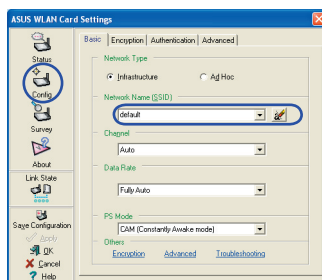 ASUS WLAN Card Settings
Status
Config
Survey
About
Link State
Save Configuration
Apply
OK
Cancel
Help
Basic Encryption Authentication Advanced
Network Type
Infrastructure Ad Hoc
Network Name (SSID)
default
Channel
Auto
Data Rate
Fully Auto
PS Mode
CAM (Constantly Awake mode)
Others
Encryption Advanced Troubleshooting